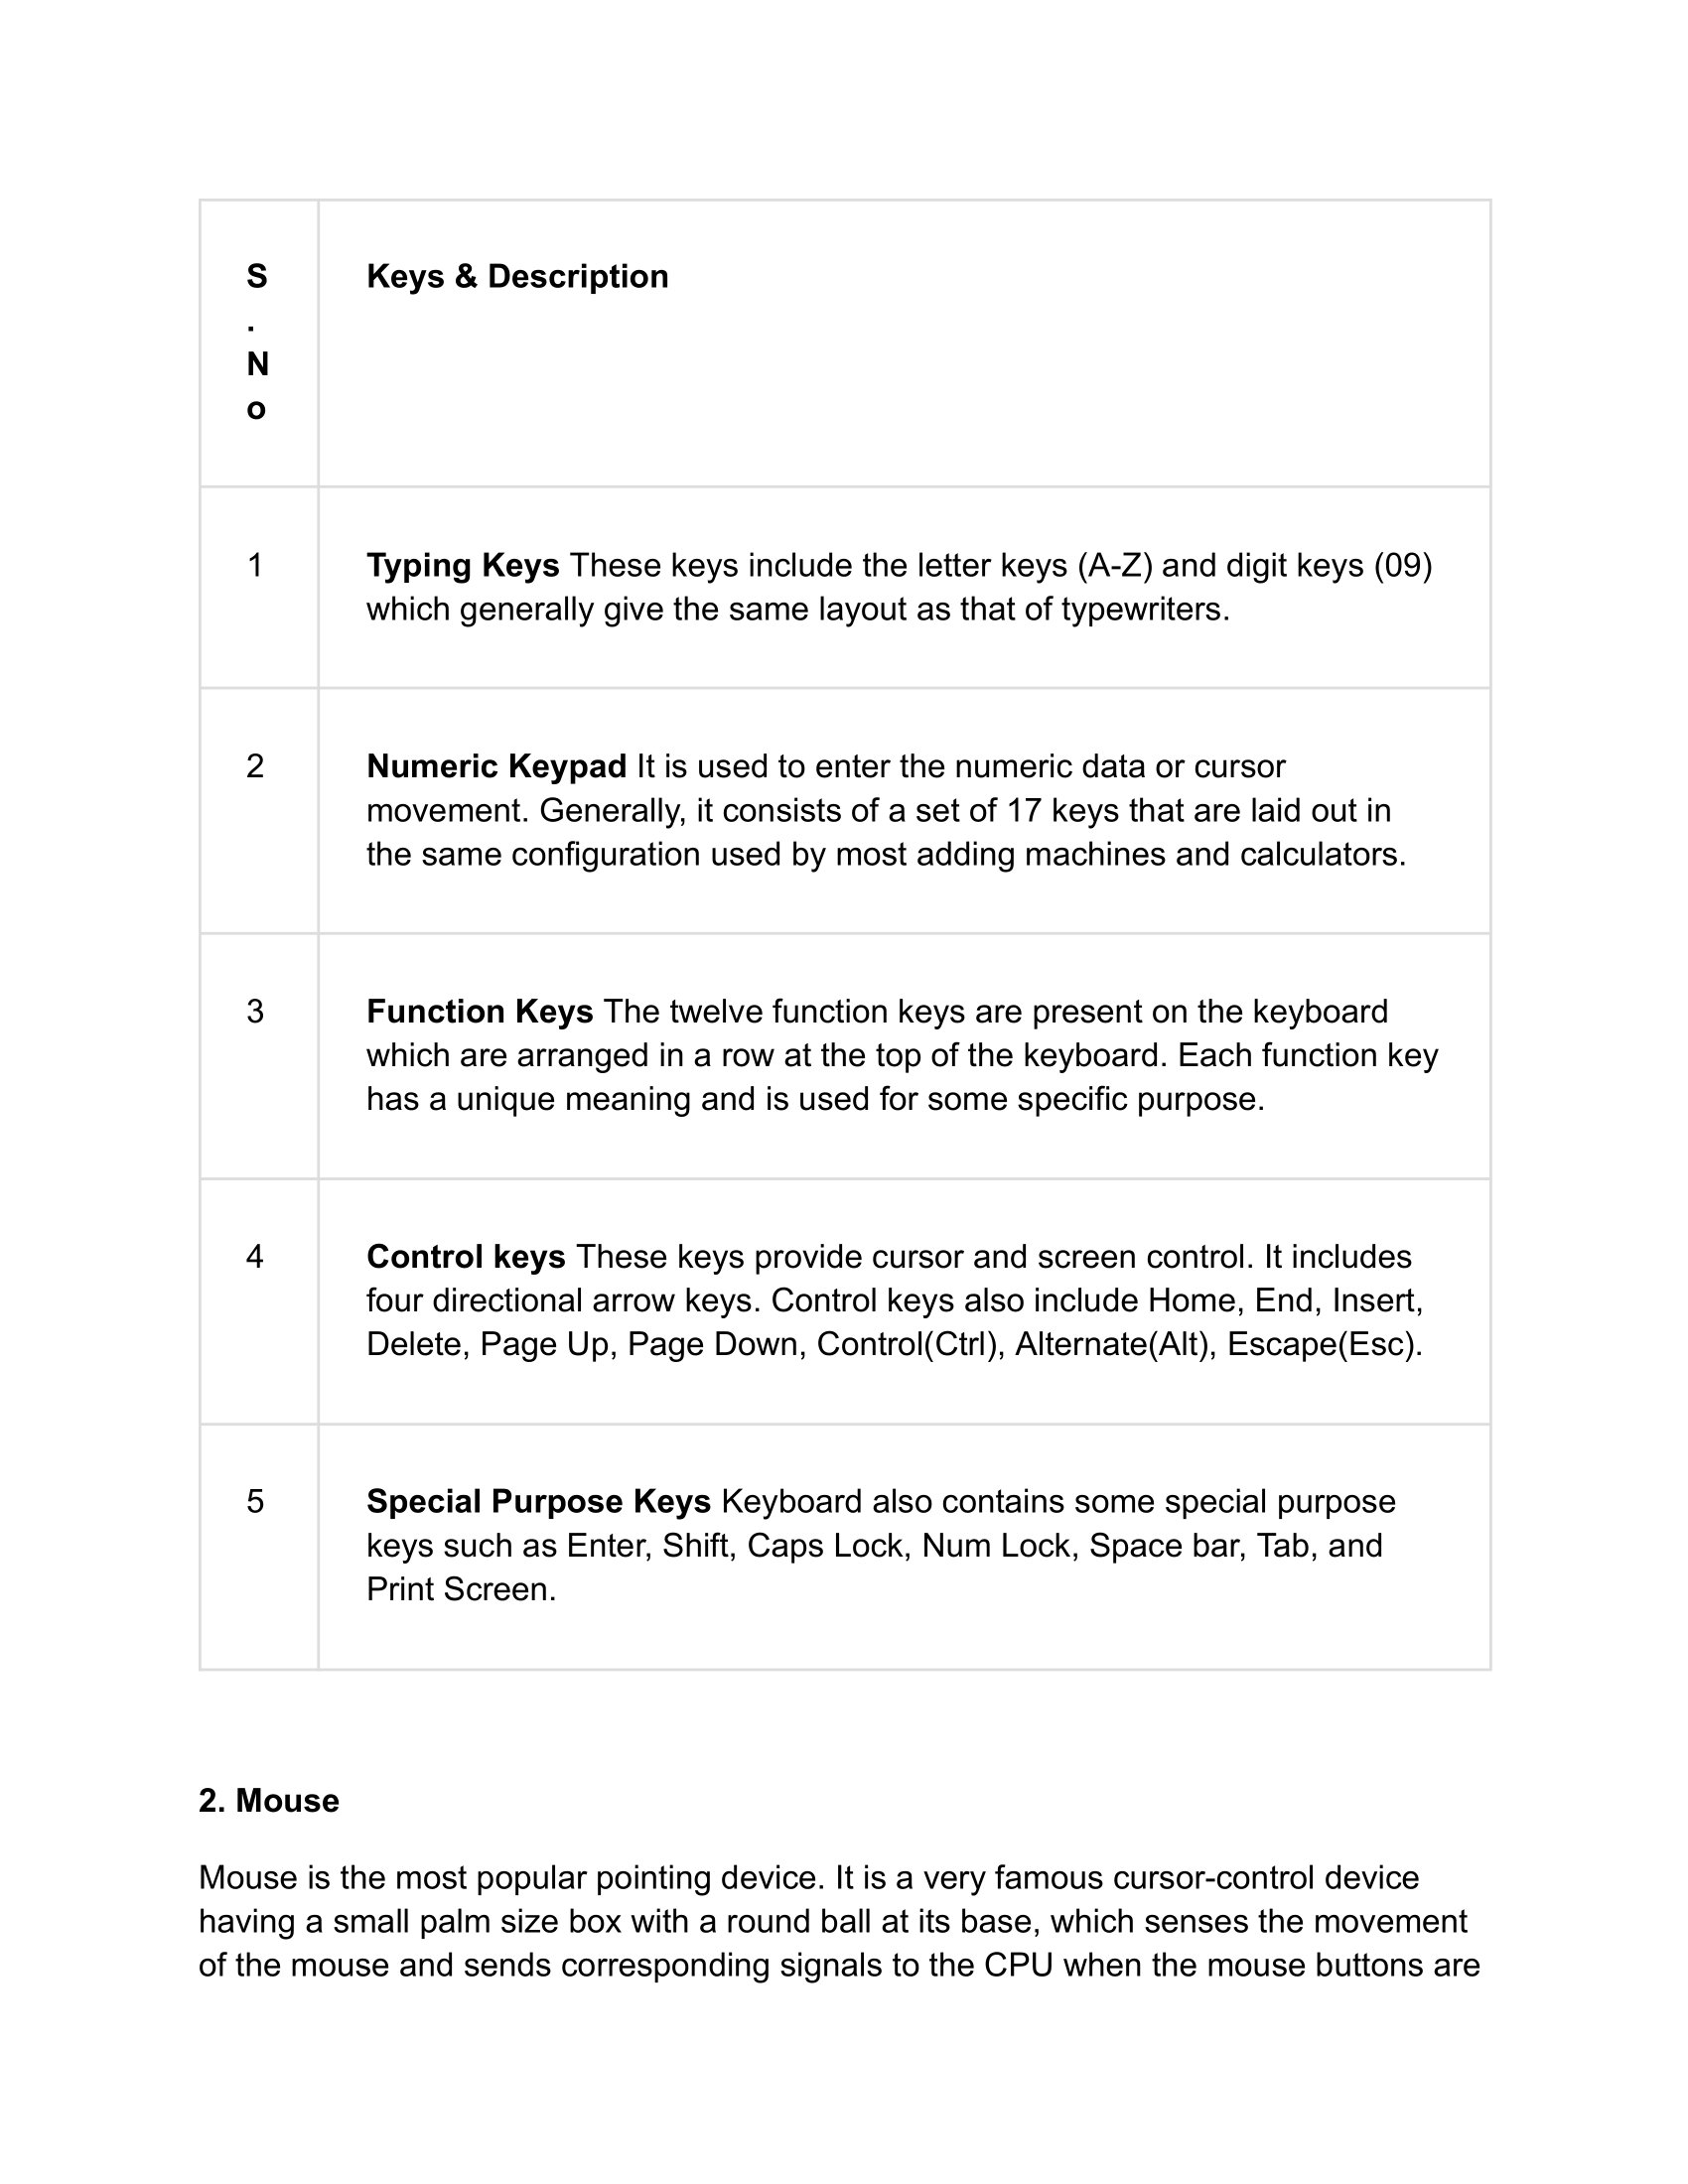 S
.
N
o
Keys & Description
1
Typing Keys These keys include the letter keys (A-Z) and digit keys (09)
which generally give the same layout as that of typewriters.
2
Numeric Keypad It is used to enter the numeric data or cursor
movement. Generally, it consists of a set of 17 keys that are laid out in
the same configuration used by most adding machines and calculators.
3
Function Keys The twelve function keys are present on the keyboard
which are arranged in a row at the top of the keyboard. Each function key
has a unique meaning and is used for some specific purpose.
4
Control keys These keys provide cursor and screen control. It includes
four directional arrow keys. Control keys also include Home, End, Insert,
Delete, Page Up, Page Down, Control(Ctrl), Alternate(Alt), Escape(Esc).
5
Special Purpose Keys Keyboard also contains some special purpose
keys such as Enter, Shift, Caps Lock, Num Lock, Space bar, Tab, and
Print Screen.
2. Mouse
Mouse is the most popular pointing device. It is a very famous cursor-control device
having a small palm size box with a round ball at its base, which senses the movement
of the mouse and sends corresponding signals to the CPU when the mouse buttons are